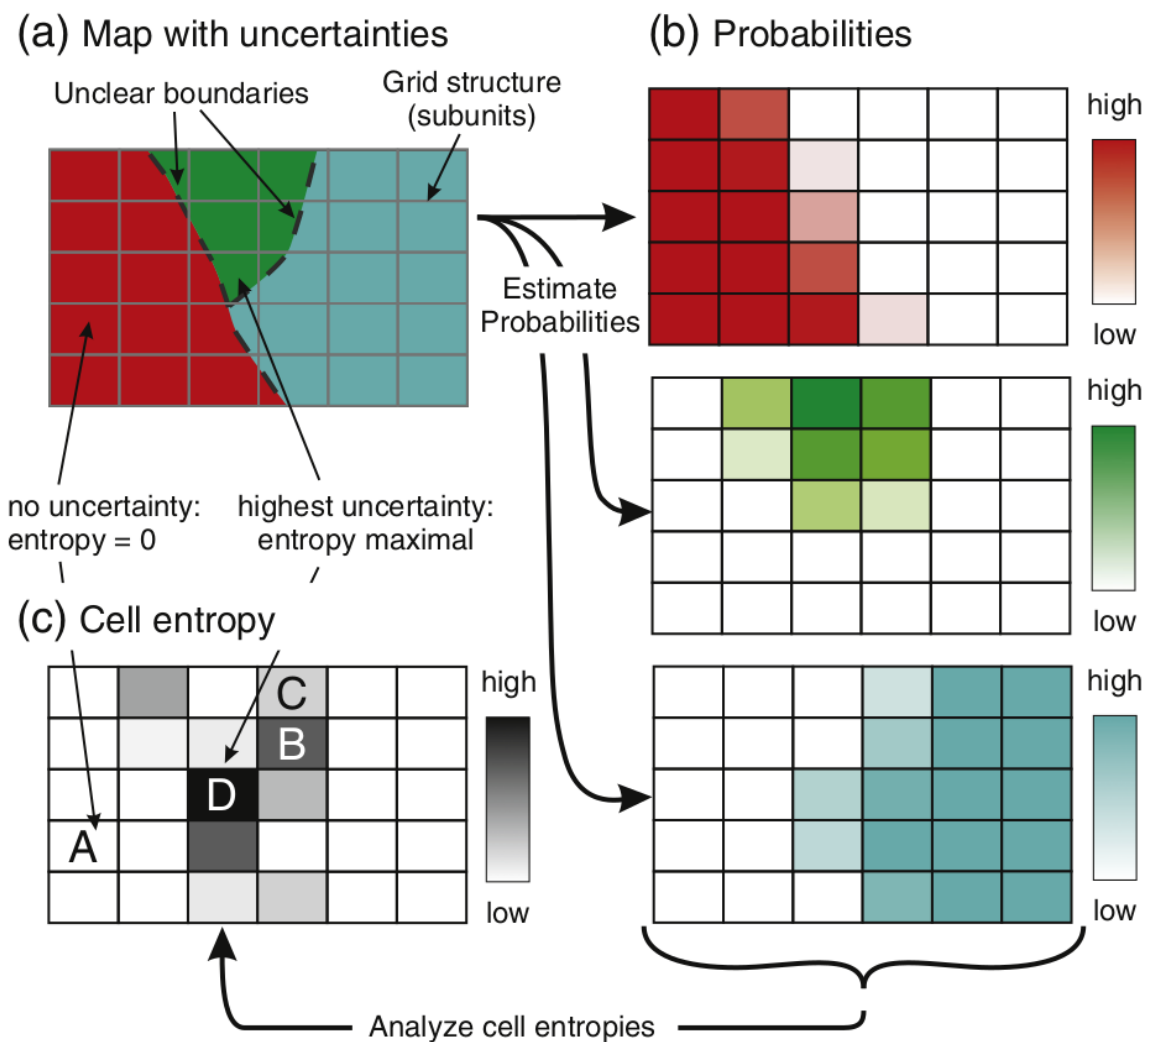 (a) Map with uncertainties
Unclear boundaries
Grid structure
(subunits)
no uncertainty:
entropy = 0
highest uncertainty:
entropy maximal
Estimate
Probabilities
(b) Probabilities
high
low
high
low
high
low
(c) Cell entropy
C
B
D
A
high
low
Analyze cell entropies